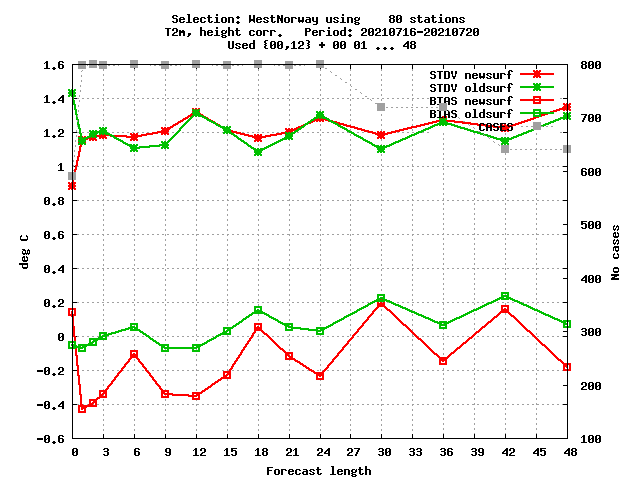 Selection: WestNorway using    80 stations
T2m, height corr.   Period: 20210716-20210720
Used {00,12} + 00 01 ... 48
STDV newsurf
STDV oldsurf
BIAS newsurf
BIAS oldsurf
CASES
1.6
1.4
1.2
1
0.8
0.6
0.4
0.2
0
-0.2
-0.4
-0.6
deg C
800
700
600
500
400
300
200
100
No cases
0 3 6 9 12 15 18 21 24 27 30 33 36 39 42 45 48
Forecast length